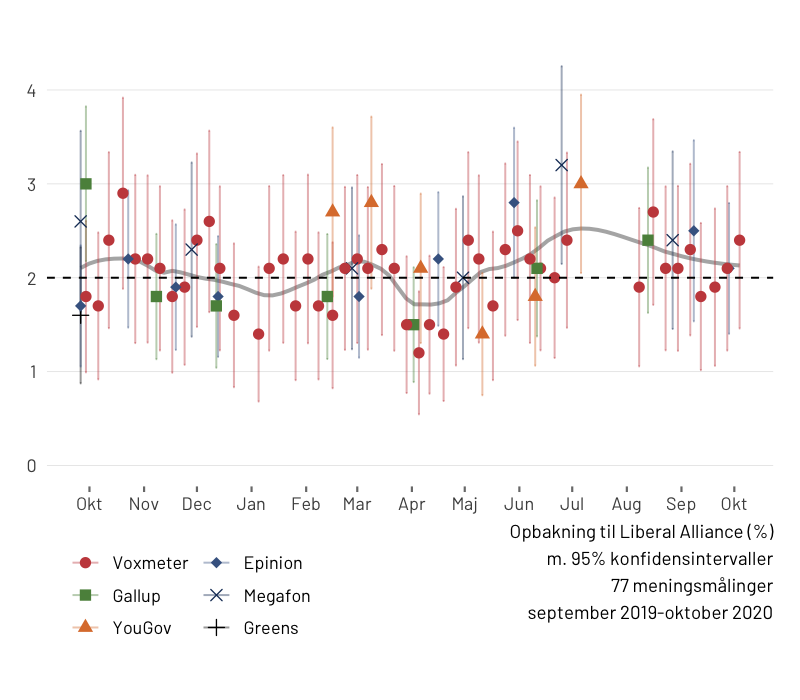 4
3
2
1
0
Okt Nov Dec Jan Feb Mar Apr Maj Jun Jul Aug Sep Okt
Opbakning til Liberal Alliance (%)
m. 95% konfidensintervaller
77 meningsmålinger
september 2019-oktober 2020
Voxmeter Epinion
Gallup Megafon
YouGov Greens